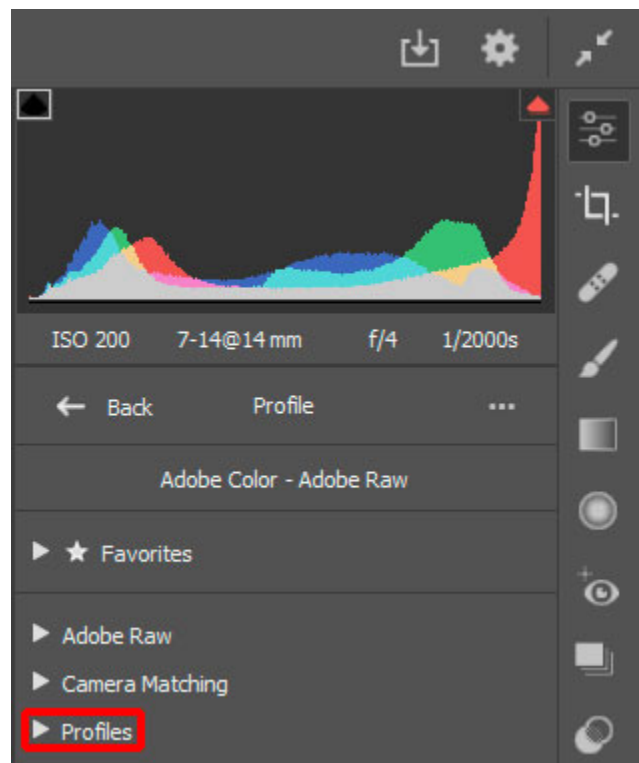 ISO 200 7-14@14 mm f/4 1/2000s
Back Profile
Adobe Color - Adobe Raw
Favorites
Adobe Raw
Camera Matching
Profiles